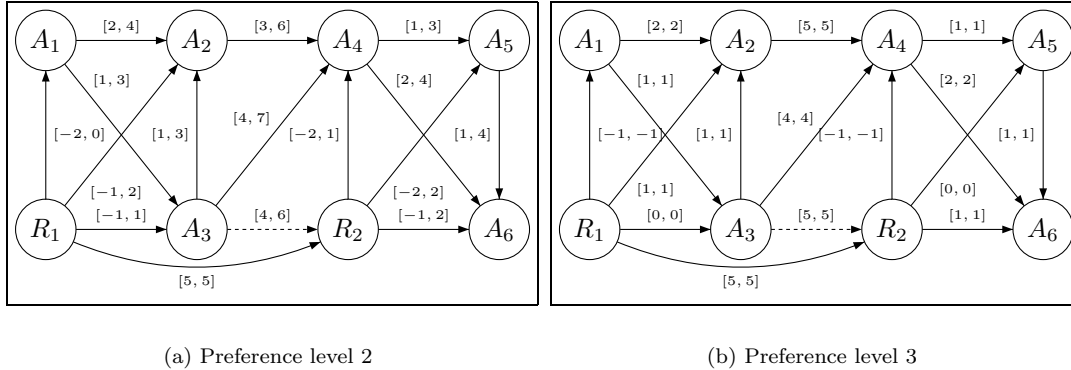 [2, 4] [3, 6] [1, 3] [2, 2] [5, 5] [1, 1]
A1 A2 A4 A5 A1 A2 A4 A5
[1, 3] [2, 4] [1, 1] [2, 2]
[4, 7] [4, 4]
[−2, 0] [1, 3] [−2, 1] [1, 4] [−1, −1] [1, 1] [−1, −1] [1, 1]
[−1, 2] [−2, 2] [1, 1] [0, 0]
[−1, 1] [4, 6] [−1, 2] [0, 0] [5, 5] [1, 1]
R1 A3 R2 A6 R1 A3 R2 A6
[5, 5] [5, 5]
(a) Preference level 2 (b) Preference level 3